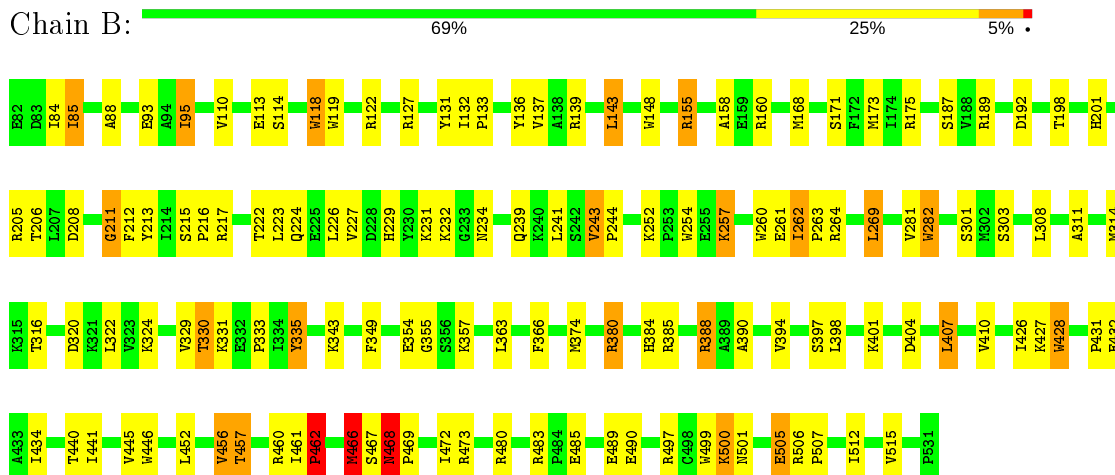 Chain B:
69% 25% 5% •
E82 D83 I84 I85 A88 E93 A94 I95 V110 E113 S114 W118 W119 R122 R127 Y131 I132 P133 Y136 V137 A138 R139 L143 W148 R155 A158 E159 R160 M168 S171 F172 M173 I174 R175 S187 V188 R189 D192 T198 H201
R205 T206 L207 D208 G211 F212 Y213 I214 S215 P216 R217 T222 L223 Q224 E225 L226 V227 D228 H229 Y230 K231 K232 G233 N234 Q239 K240 L241 S242 V243 P244 K252 P253 W254 E255 K257 W260 E261 I262 P263 R264 L269 V281 W282 S301 M302 S303 L308 A311 M314
K315 T316 D320 K321 L322 V323 K324 V329 T330 K331 E332 P333 I334 Y335 K343 F349 E354 G355 S356 K357 L363 F366 M374 R380 H384 R385 R388 A389 A390 V394 S397 L398 K401 D404 L407 V410 I426 K427 W428 P431 E432
A433 I434 T440 I441 V445 W446 L452 V456 T457 R460 I461 P462 M466 S467 N468 P469 I472 R473 R480 R483 P484 E485 E489 E490 R497 C498 W499 K500 N501 E505 R506 P507 I512 V515 P531